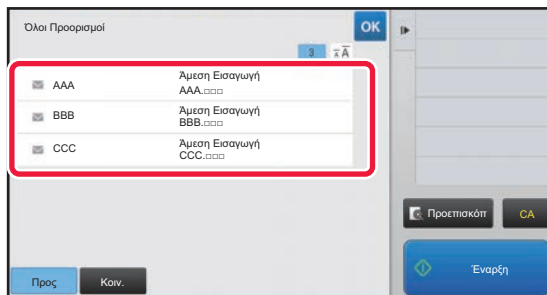 Όλοι Προορισμοί
OK
3
AAA
Άμεση Εισαγωγή
AAA.□□□
BBB
Άμεση Εισαγωγή
BBB.□□□
CCC
Άμεση Εισαγωγή
CCC.□□□
Προεπισκόπ
CA
Προς
Κοιν.
Έναρξη